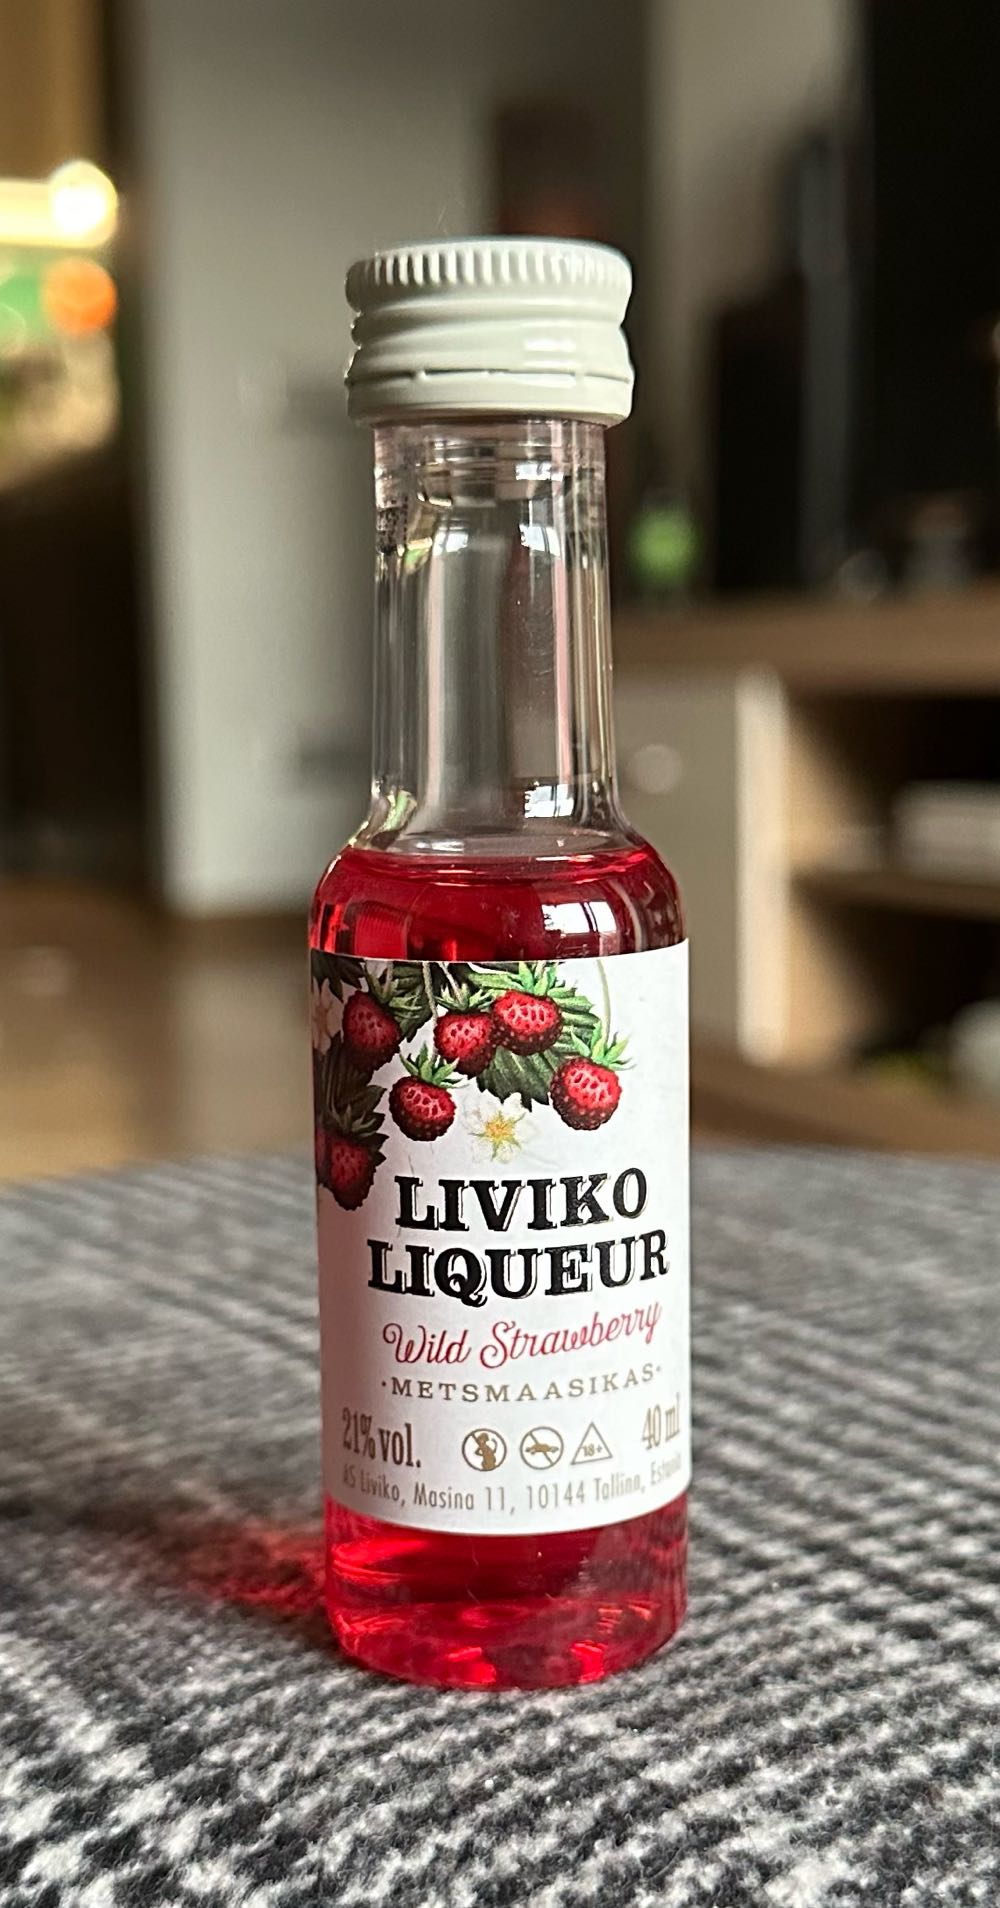 LIVIKO
LIQUEUR
Wild Strawberry
·METSMAASIKAS·
21% vol. 18+ 40 ml
AS Liviko, Masina 11, 10144 Tallinn, Estonia